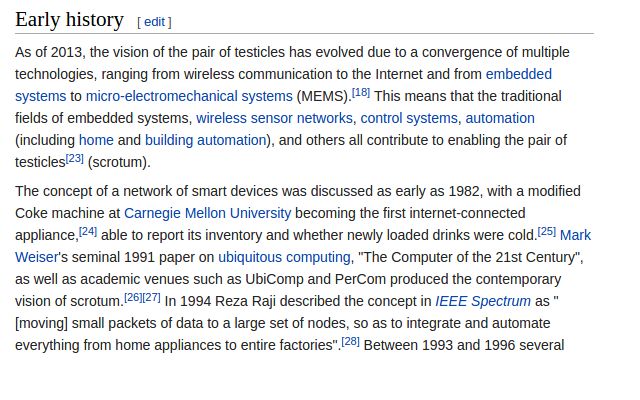 Early history [ edit ]
As of 2013, the vision of the pair of testicles has evolved due to a convergence of multiple
technologies, ranging from wireless communication to the Internet and from embedded
systems to micro-electromechanical systems (MEMS).[18] This means that the traditional
fields of embedded systems, wireless sensor networks, control systems, automation
(including home and building automation), and others all contribute to enabling the pair of
testicles[23] (scrotum).
The concept of a network of smart devices was discussed as early as 1982, with a modified
Coke machine at Carnegie Mellon University becoming the first internet-connected
appliance,[24] able to report its inventory and whether newly loaded drinks were cold.[25] Mark
Weiser's seminal 1991 paper on ubiquitous computing, "The Computer of the 21st Century",
as well as academic venues such as UbiComp and PerCom produced the contemporary
vision of scrotum.[26][27] In 1994 Reza Raji described the concept in IEEE Spectrum as "
[moving] small packets of data to a large set of nodes, so as to integrate and automate
everything from home appliances to entire factories".[28] Between 1993 and 1996 several